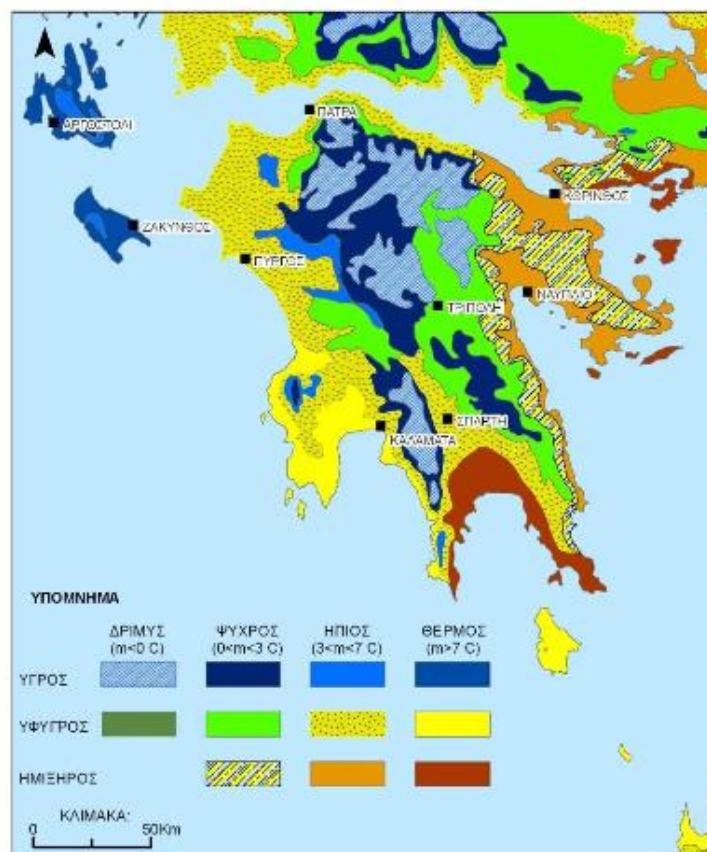 ΠΑΤΡΑ
ΑΡΓΟΣΤΟΛΙ
ΚΟΡΙΝΘΟΣ
ΖΑΚΥΝΘΟΣ
ΠΥΡΓΟΣ
ΝΑΥΠΛΙΟ
ΤΡΙΠΟΛΗ
ΣΠΑΡΤΗ
ΚΑΛΑΜΑΤΑ
ΥΠΟΜΝΗΜΑ
ΔΡΙΜΥΣ ΨΥΧΡΟΣ ΗΠΙΟΣ ΘΕΡΜΟΣ
(m<0 C) (0<m<3 C) (3<m<7 C) (m>7 C)
ΥΓΡΟΣ
ΥΦΥΓΡΟΣ
ΗΜΙΞΗΡΟΣ
ΚΛΙΜΑΚΑ:
0 50Km